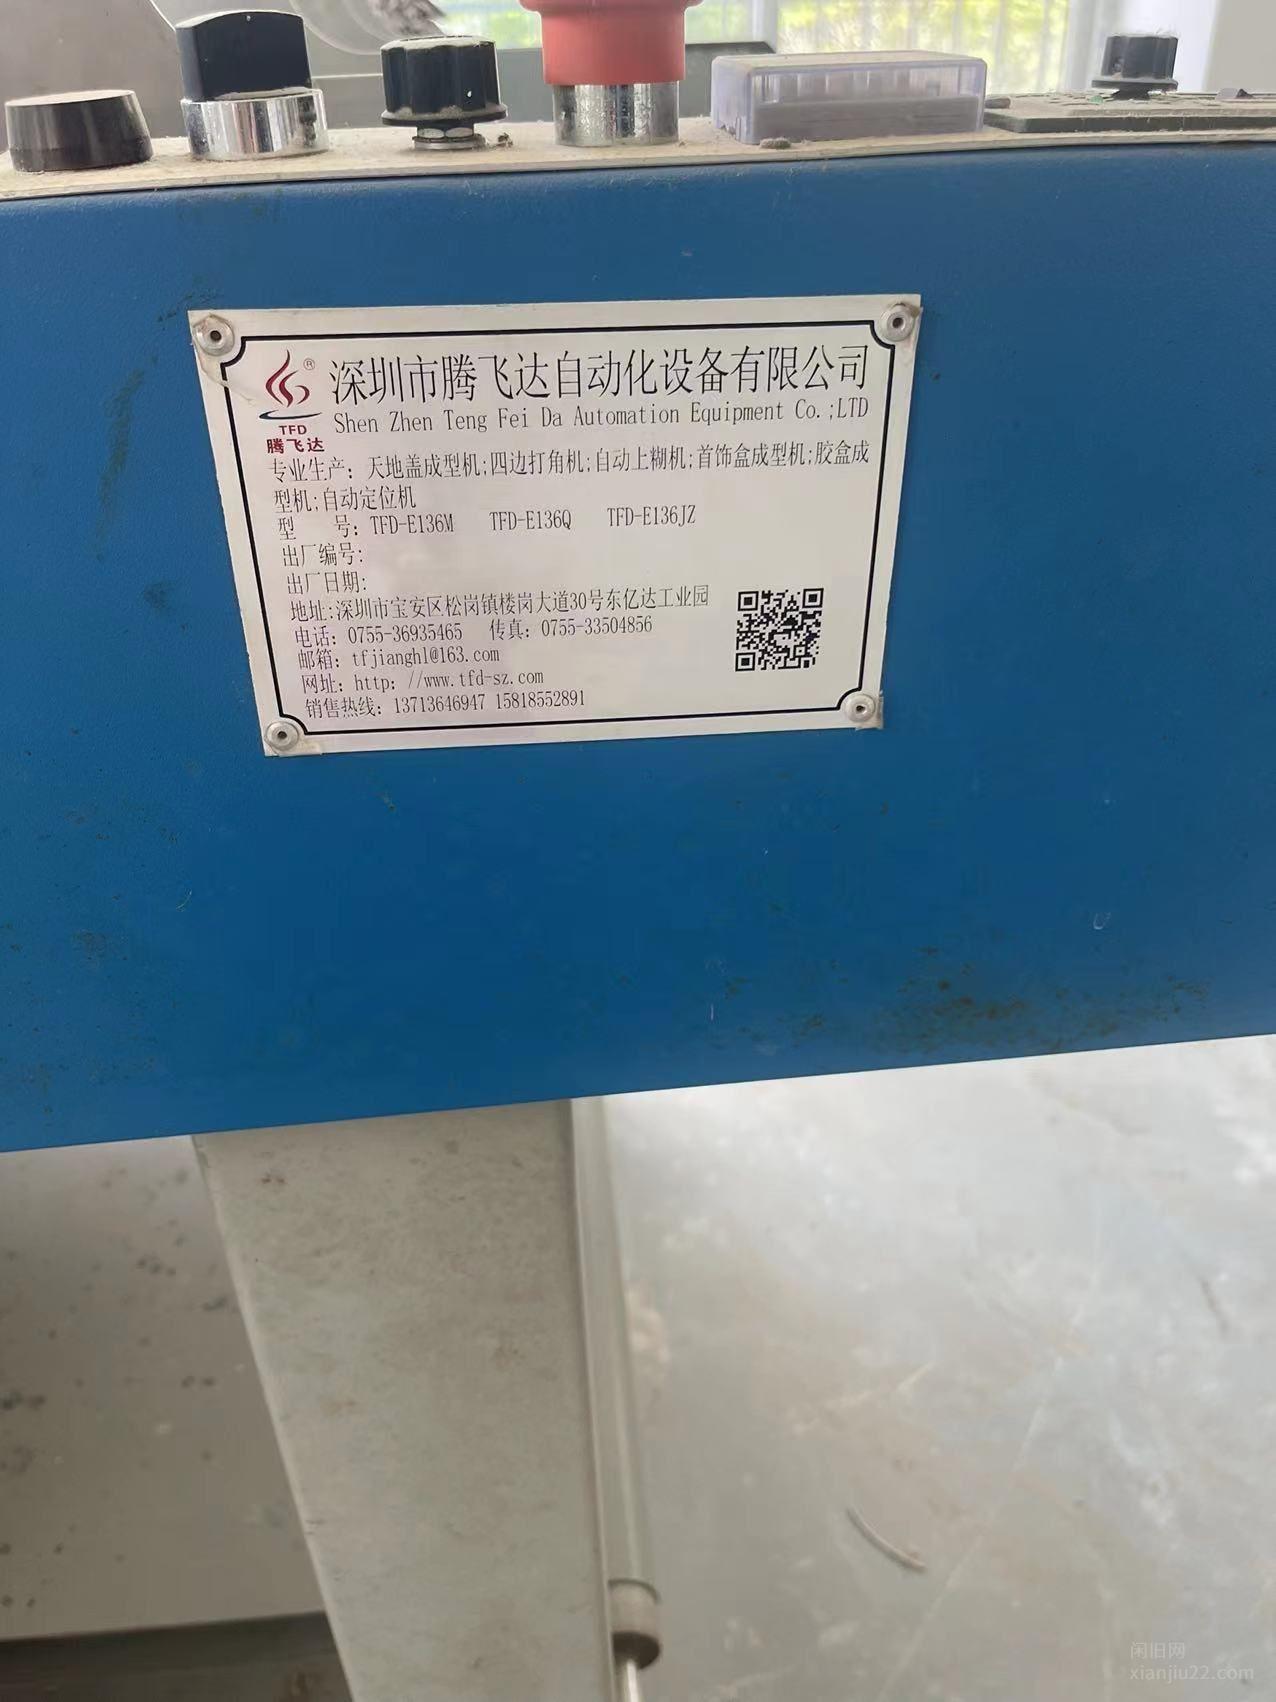 深圳市腾飞达自动化设备有限公司
Shen Zhen Teng Fei Da Automation Equipment Co.;LTD
®
TFD
腾飞达
专业生产：天地盖成型机;四边打角机;自动上糊机;首饰盒成型机;胶盒成
型机;自动定位机
型 号：TFD-E136M TFD-E136Q TFD-E136JZ
出厂编号:
出厂日期:
地址:深圳市宝安区松岗镇楼岗大道30号东亿达工业园
电话：0755-36935465 传真：0755-33504856
邮箱：tfjianghl@163.com
网址：http：//www.tfd-sz.com
销售热线：13713646947 15818552891
闲旧网
xianjiu22.com